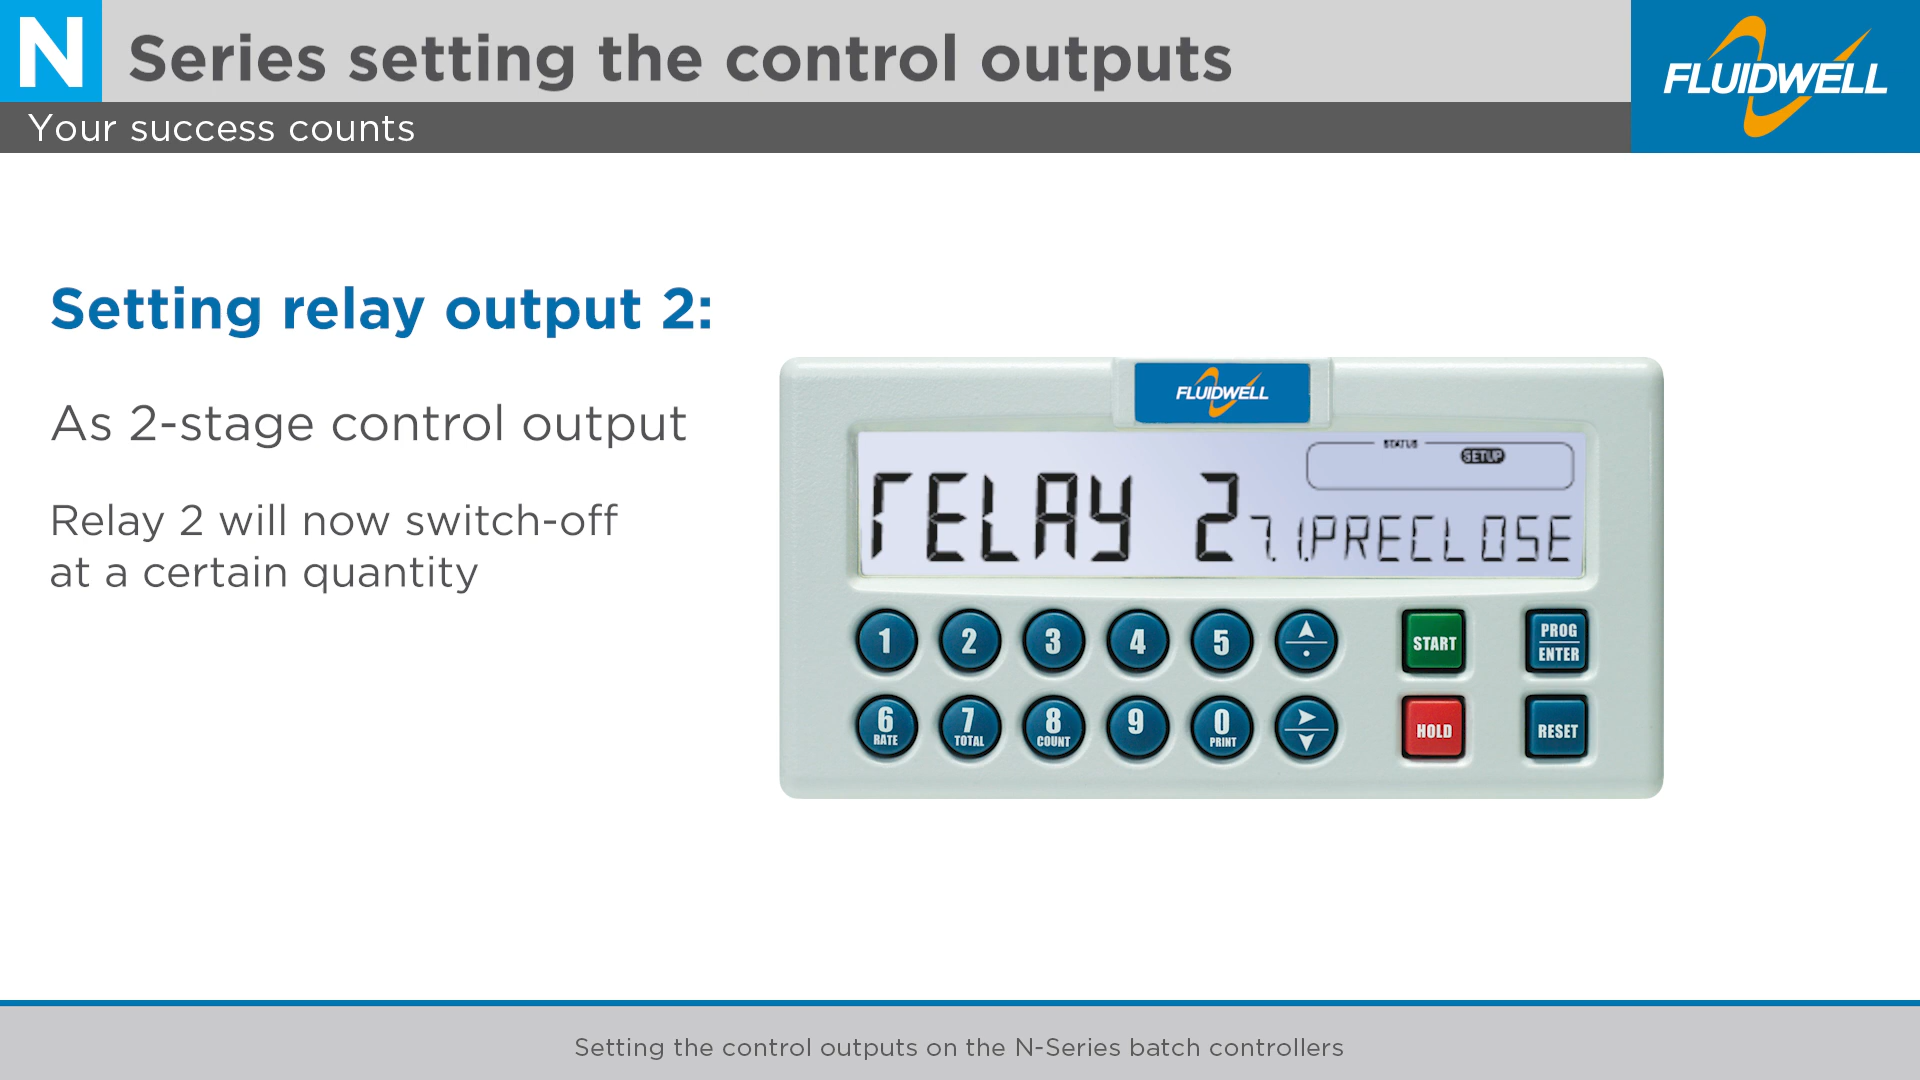 N Series setting the control outputs
FLUIDWELL
Your success counts
Setting relay output 2:
As 2-stage control output
Relay 2 will now switch-off
at a certain quantity
FLUIDWELL
STATUS
SETUP
rELAY 2 7.1.PRECLOSE
1 2 3 4 5 START PROG
ENTER
6 7 8 9 0 HOLD RESET
RATE TOTAL COUNT PRINT
Setting the control outputs on the N-Series batch controllers